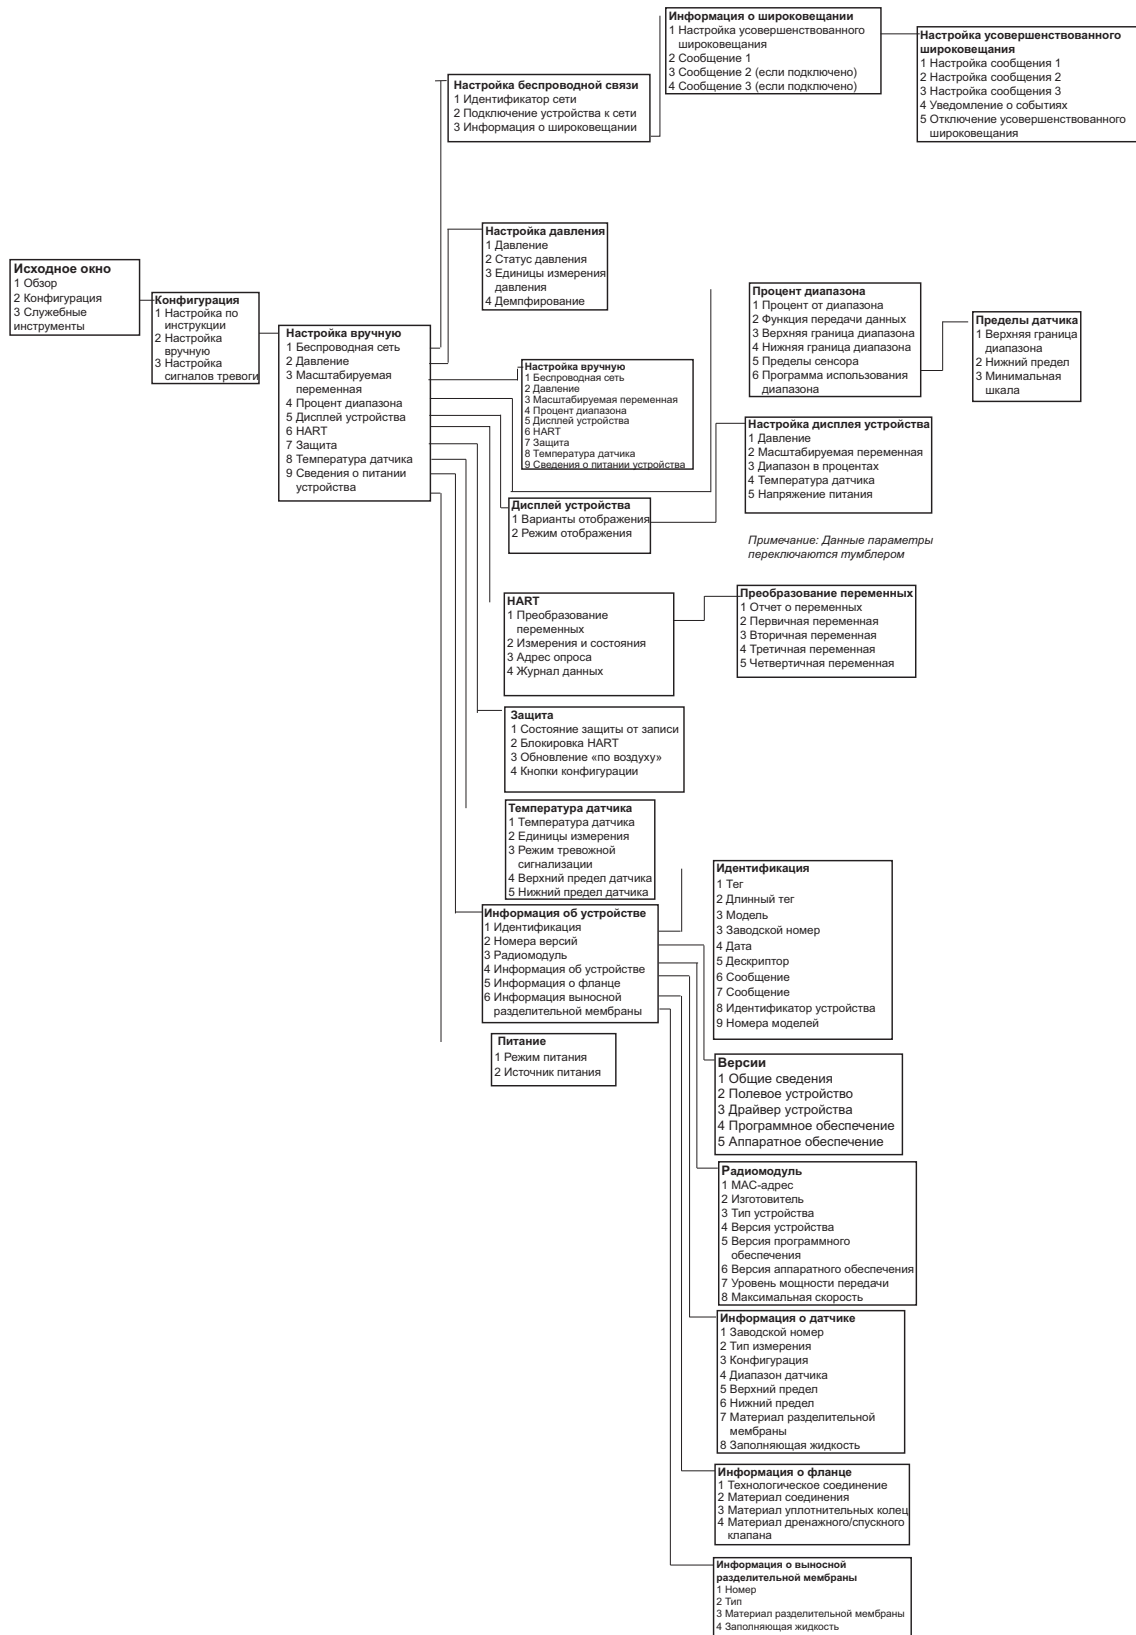 Исходное окно
1 Обзор
2 Конфигурация
3 Служебные
инструменты
Конфигурация
1 Настройка по
инструкции
2 Настройка
вручную
3 Настройка
сигналов тревоги
Настройка вручную
1 Беспроводная сеть
2 Давление
3 Масштабируемая
переменная
4 Процент диапазона
5 Дисплей устройства
6 HART
7 Защита
8 Температура датчика
9 Сведения о питании
устройства
Настройка беспроводной связи
1 Идентификатор сети
2 Подключение устройства к сети
3 Информация о широковещании
Информация о широковещании
1 Настройка усовершенствованного
широковещания
2 Сообщение 1
3 Сообщение 2 (если подключено)
4 Сообщение 3 (если подключено)
Настройка усовершенствованного
широковещания
1 Настройка сообщения 1
2 Настройка сообщения 2
3 Настройка сообщения 3
4 Уведомление о событиях
5 Отключение усовершенствованного
широковещания
Настройка давления
1 Давление
2 Статус давления
3 Единицы измерения
давления
4 Демпфирование
Настройка вручную
1 Беспроводная сеть
2 Давление
3 Масштабируемая переменная
4 Процент диапазона
5 Дисплей устройства
6 HART
7 Защита
8 Температура датчика
9 Сведения о питании устройства
Процент диапазона
1 Процент от диапазона
2 Функция передачи данных
3 Верхняя граница диапазона
4 Нижняя граница диапазона
5 Пределы сенсора
6 Программа использования
диапазона
Пределы датчика
1 Верхняя граница
диапазона
2 Нижний предел
3 Минимальная
шкала
Дисплей устройства
1 Варианты отображения
2 Режим отображения
Настройка дисплея устройства
1 Давление
2 Масштабируемая переменная
3 Диапазон в процентах
4 Температура датчика
5 Напряжение питания
Примечание: Данные параметры
переключаются тумблером
HART
1 Преобразование
переменных
2 Измерения и состояния
3 Адрес опроса
4 Журнал данных
Преобразование переменных
1 Отчет о переменных
2 Первичная переменная
3 Вторичная переменная
4 Третичная переменная
5 Четвертичная переменная
Защита
1 Состояние защиты от записи
2 Блокировка HART
3 Обновление «по воздуху»
4 Кнопки конфигурации
Температура датчика
1 Температура датчика
2 Единицы измерения
3 Режим тревожной
сигнализации
4 Верхний предел датчика
5 Нижний предел датчика
Информация об устройстве
1 Идентификация
2 Номера версий
3 Радиомодуль
4 Информация об устройстве
5 Информация о фланце
6 Информация выносной
разделительной мембраны
Питание
1 Режим питания
2 Источник питания
Идентификация
1 Тег
2 Длинный тег
3 Модель
3 Заводской номер
4 Дата
5 Дескриптор
6 Сообщение
7 Сообщение
8 Идентификатор устройства
9 Номера моделей
Версии
1 Общие сведения
2 Полевое устройство
3 Драйвер устройства
4 Программное обеспечение
5 Аппаратное обеспечение
Радиомодуль
1 MAC-адрес
2 Изготовитель
3 Тип устройства
4 Версия устройства
5 Версия программного
обеспечения
6 Версия аппаратного обеспечения
7 Уровень мощности передачи
8 Максимальная скорость
Информация о датчике
1 Заводской номер
2 Тип измерения
3 Конфигурация
4 Диапазон датчика
5 Верхний предел
6 Нижний предел
7 Материал разделительной
мембраны
8 Заполняющая жидкость
Информация о фланце
1 Технологическое соединение
2 Материал соединения
3 Материал уплотнительных колец
4 Материал дренажного/спускного
клапана
Информация о выносной
разделительной мембраны
1 Номер
2 Тип
3 Материал разделительной мембраны
4 Заполняющая жидкость